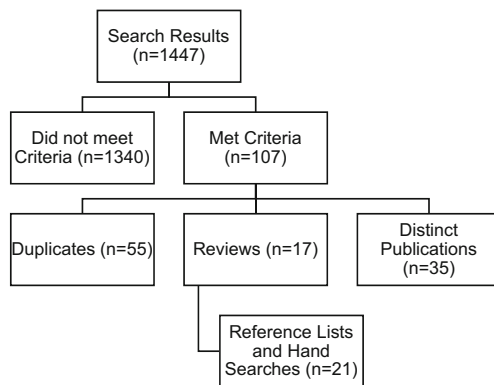 Search Results
(n=1447)
Did not meet
Criteria (n=1340)
Met Criteria
(n=107)
Duplicates (n=55)
Reviews (n=17)
Distinct
Publications
(n=35)
Reference Lists
and Hand
Searches (n=21)